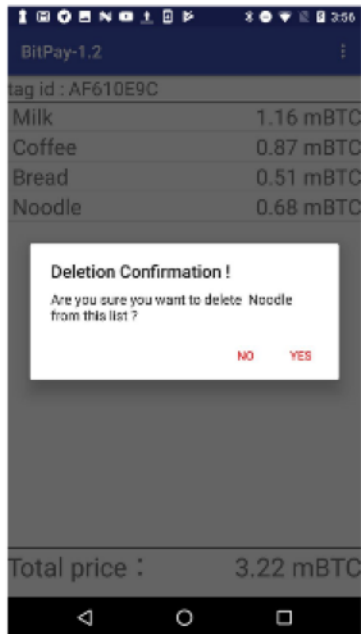 3:56
BitPay-1.2
tag id : AF610E9C
Milk 1.16 mBTC
Coffee 0.87 mBTC
Bread 0.51 mBTC
Noodle 0.68 mBTC
Deletion Confirmation !
Are you sure you want to delete Noodle
from this list ?
NO YES
Total price : 3.22 mBTC